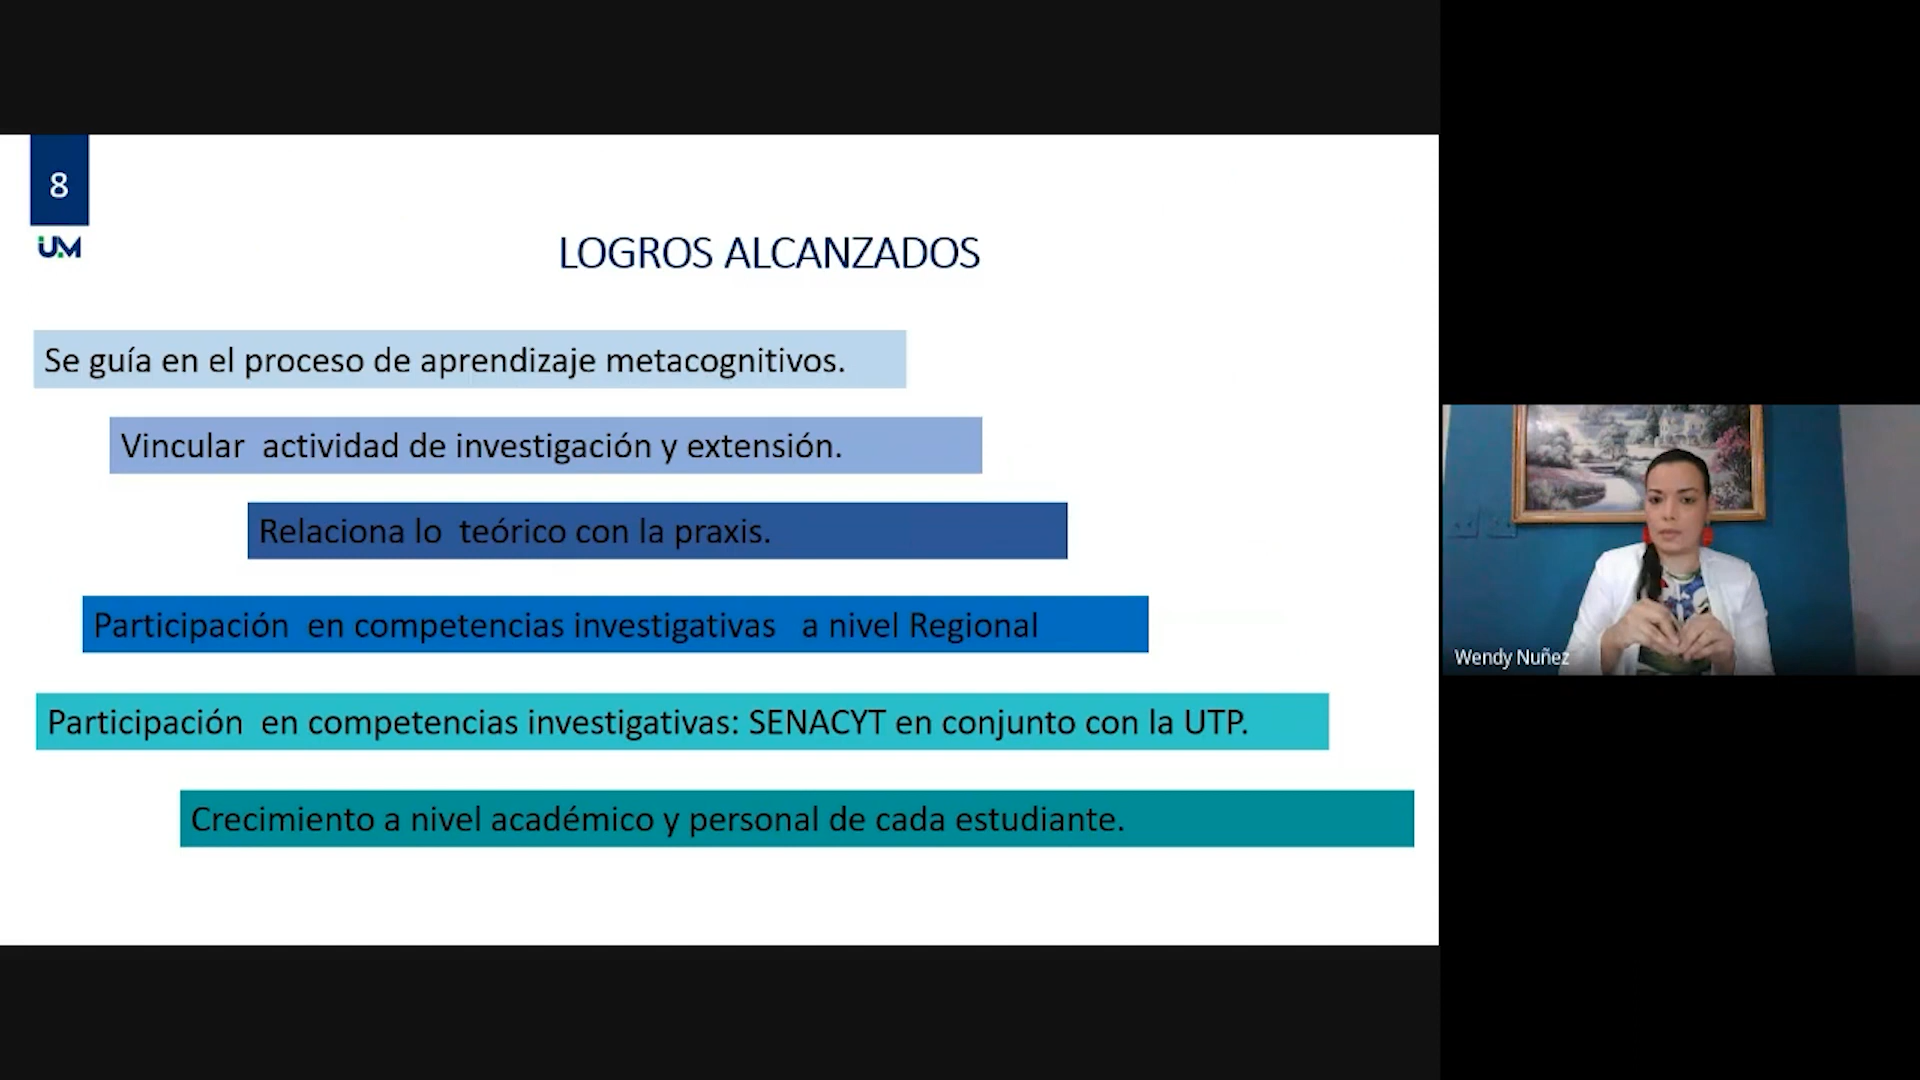 8
UM
LOGROS ALCANZADOS
Se guía en el proceso de aprendizaje metacognitivos.
Vincular actividad de investigación y extensión.
Relaciona lo teórico con la praxis.
Participación en competencias investigativas a nivel Regional
Participación en competencias investigativas: SENACYT en conjunto con la UTP.
Crecimiento a nivel académico y personal de cada estudiante.
Wendy Nuñez